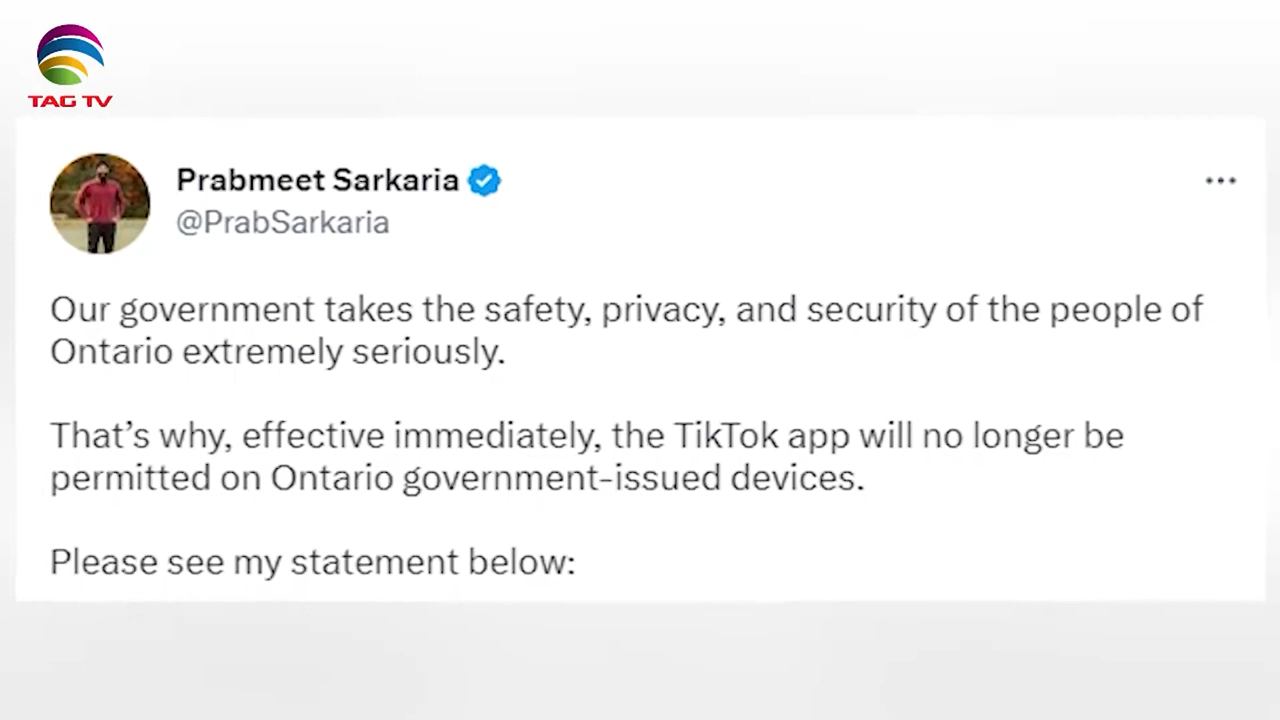 TAG TV
Prabmeet Sarkaria
@PrabSarkaria
Our government takes the safety, privacy, and security of the people of
Ontario extremely seriously.
That’s why, effective immediately, the TikTok app will no longer be
permitted on Ontario government-issued devices.
Please see my statement below: